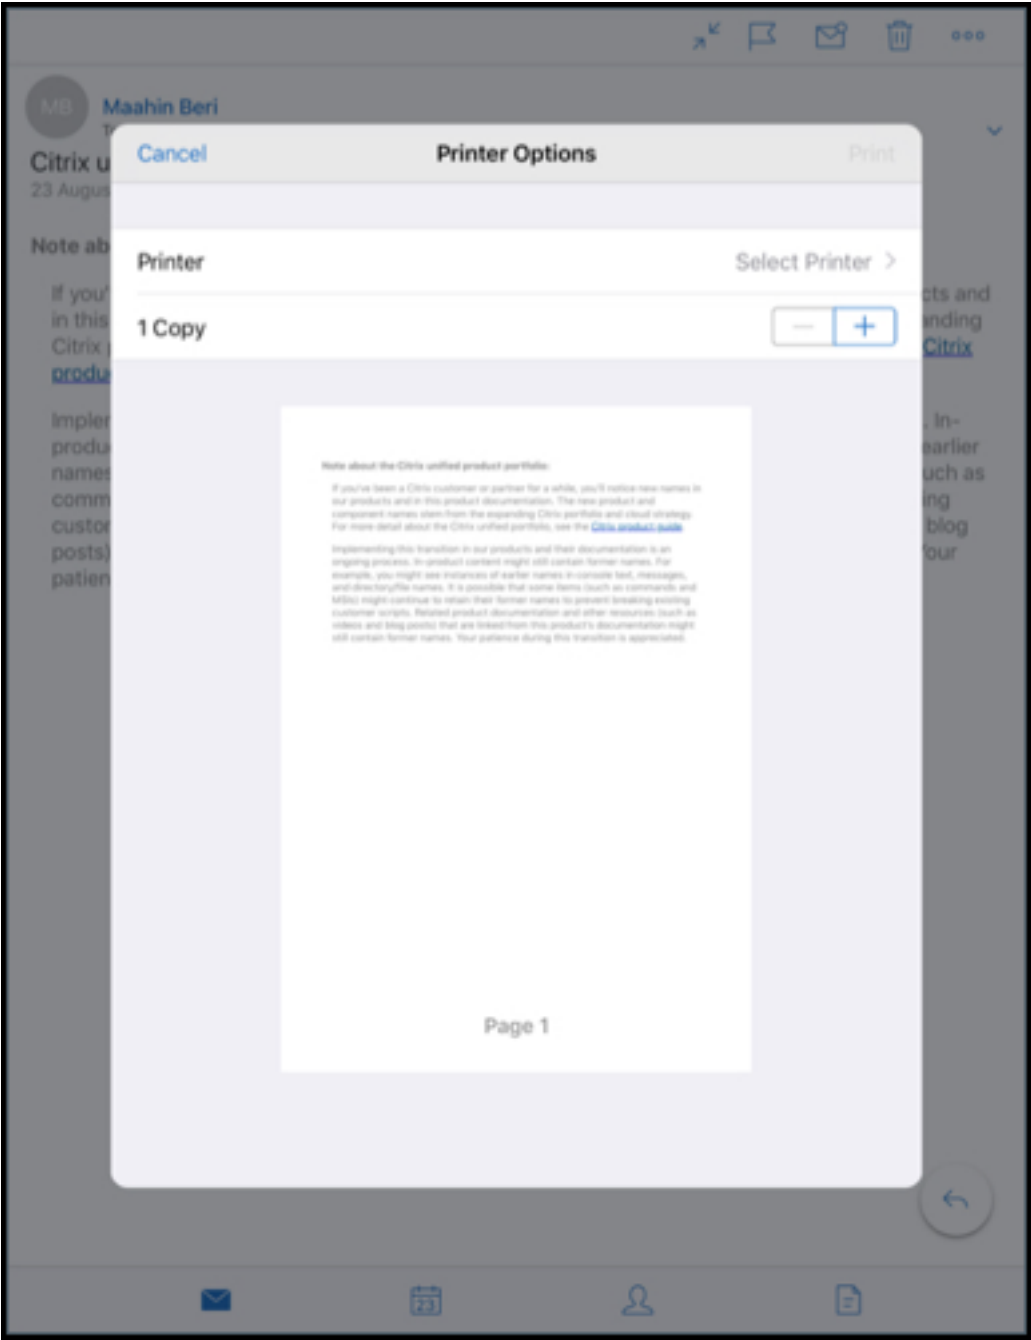 MB
Maahin Beri
Cancel
Printer Options
Print
Citrix u
23 Augus
Printer
Select Printer
Note ab
If you'
cts and
in this
anding
1 Copy
Citrix
Citrix
produ
Imple
. In-
produ
earlier
names
uch as
comm
ing
custor
blog
posts)
patien
Note about the Citrix unified product portfolio:
If you've been a Citrix customer or partner for a while, you'll notice new names in
our products and in this product documentation. The new product and
component names stem from the expanding Citrix portfolio and cloud strategy.
For more detail about the Citrix unified portfolio, see the Citrix product guide.
Implementing this transition in our products and their documentation is an
ongoing process. In-product content might still contain former names. For
example, you might see instances of earlier names in console text, messages,
and directory/file names. It is possible that some items (such as commands and
MSIs) might continue to retain their former names to prevent breaking existing
customer scripts. Related product documentation and other resources (such as
videos and blog posts) that are linked from this product's documentation might
still contain former names. Your patience during this transition is appreciated.
Page 1
23